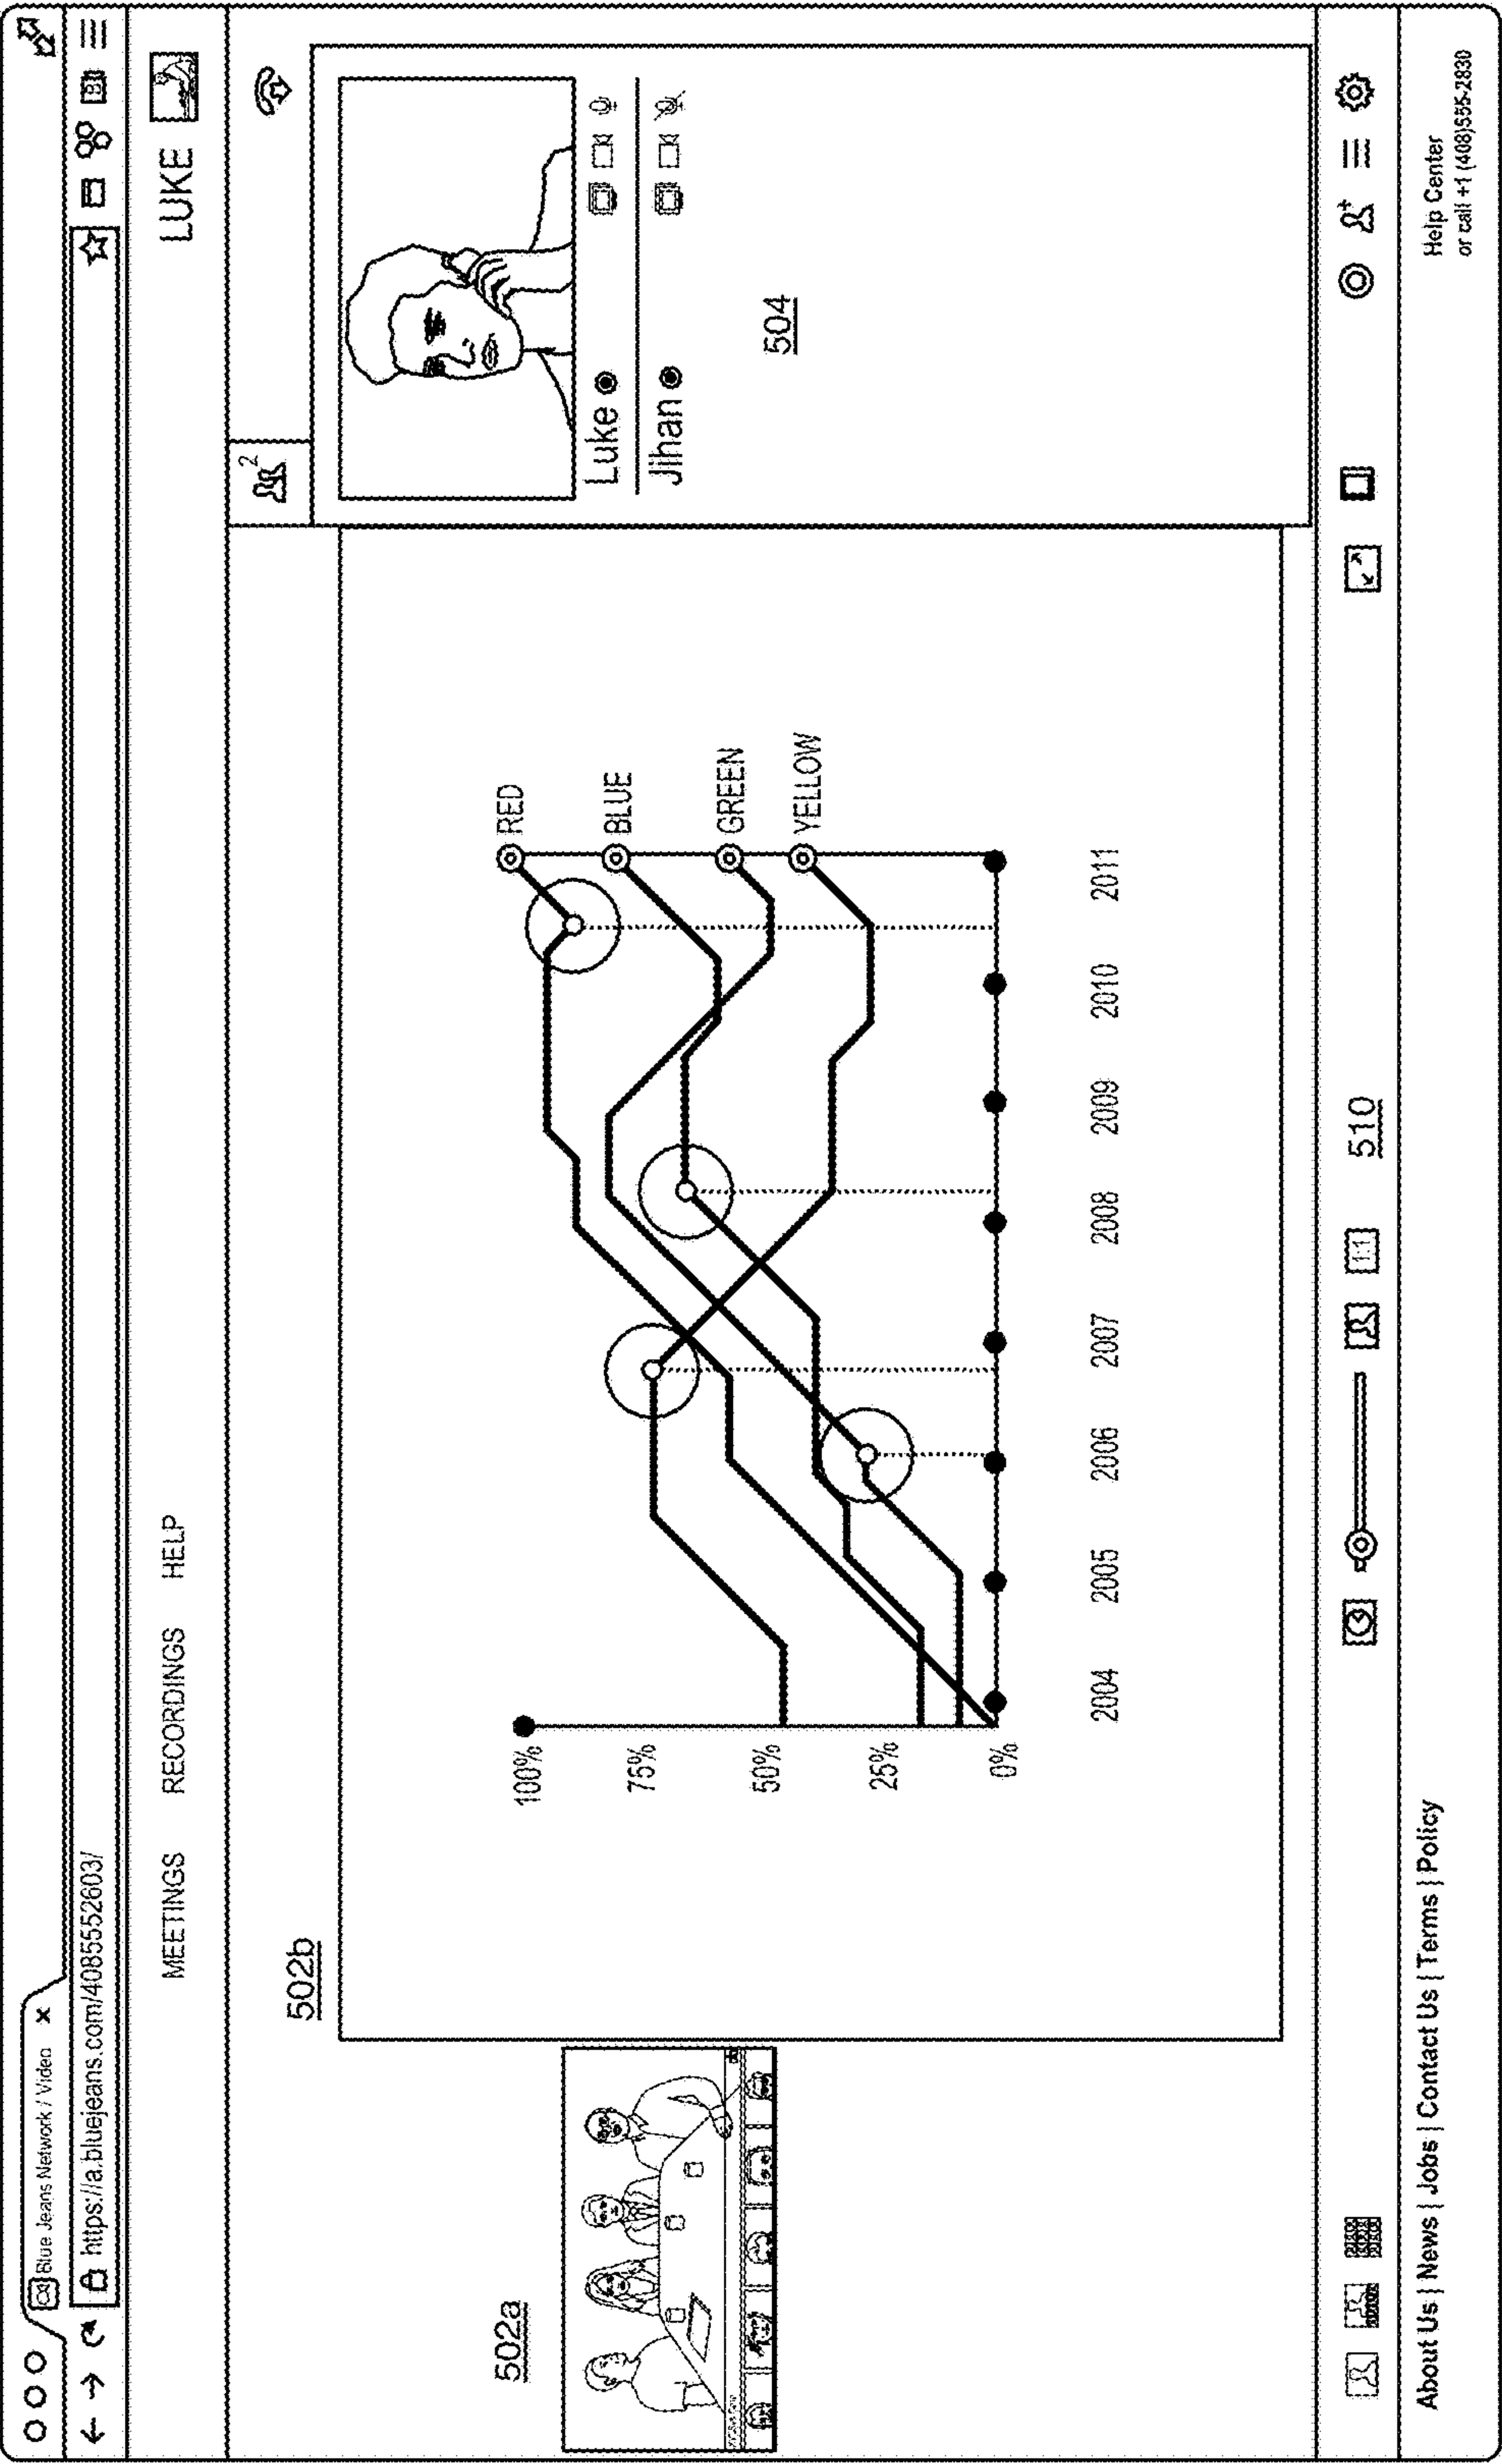 Blue Jeans Network / Video x
https://a.bluejeans.com/4085552603/
MEETINGS RECORDINGS HELP LUKE
502b
2
502a
Luke
Jihan
504
100%
75%
50%
25%
0%
RED
BLUE
GREEN
YELLOW
2004 2005 2006 2007 2008 2009 2010 2011
510
About Us | News | Jobs | Contact Us | Terms | Policy
Help Center
or call +1 (408)555-2830